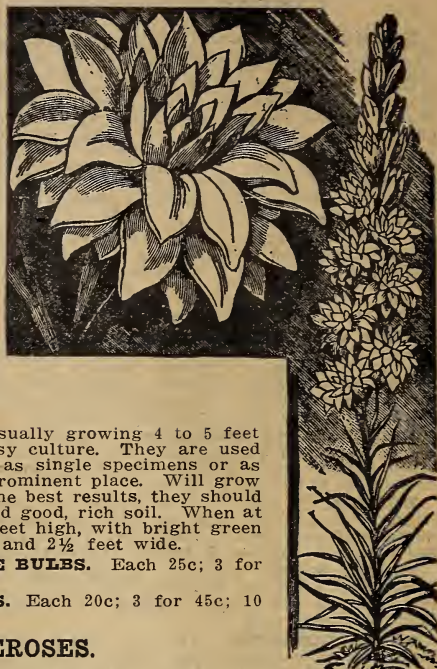 sually growing 4 to 5 feet
sy culture. They are used
as single specimens or as
rominent place. Will grow
he best results, they should
d good, rich soil. When at
eet high, with bright green
and 2½ feet wide.
E BULBS. Each 25c; 3 for
S. Each 20c; 3 for 45c; 10
EROSES.